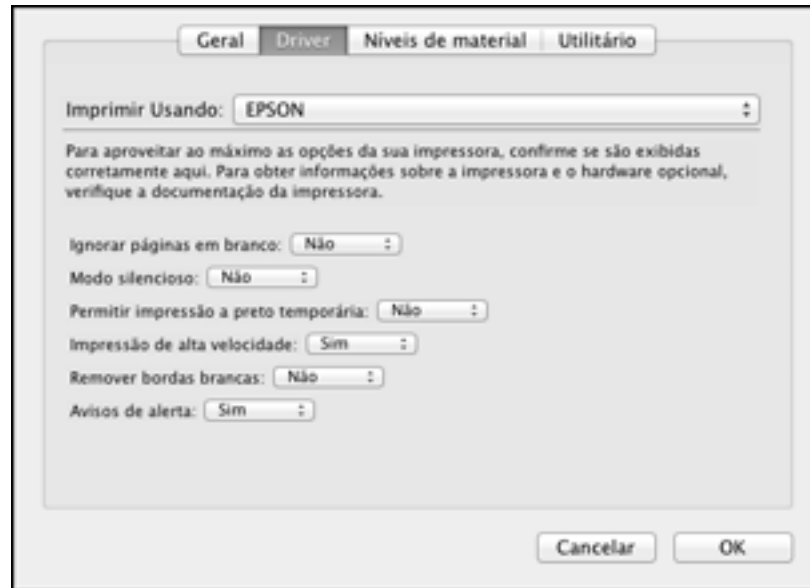 Geral Driver Níveis de material Utilitário
Imprimir Usando: EPSON
Para aproveitar ao máximo as opções da sua impressora, confirme se são exibidas
corretamente aqui. Para obter informações sobre a impressora e o hardware opcional,
verifique a documentação da impressora.
Ignorar páginas em branco: Não
Modo silencioso: Não
Permitir impressão a preto temporária: Não
Impressão de alta velocidade: Sim
Remover bordas brancas: Não
Avisos de alerta: Sim
Cancelar OK